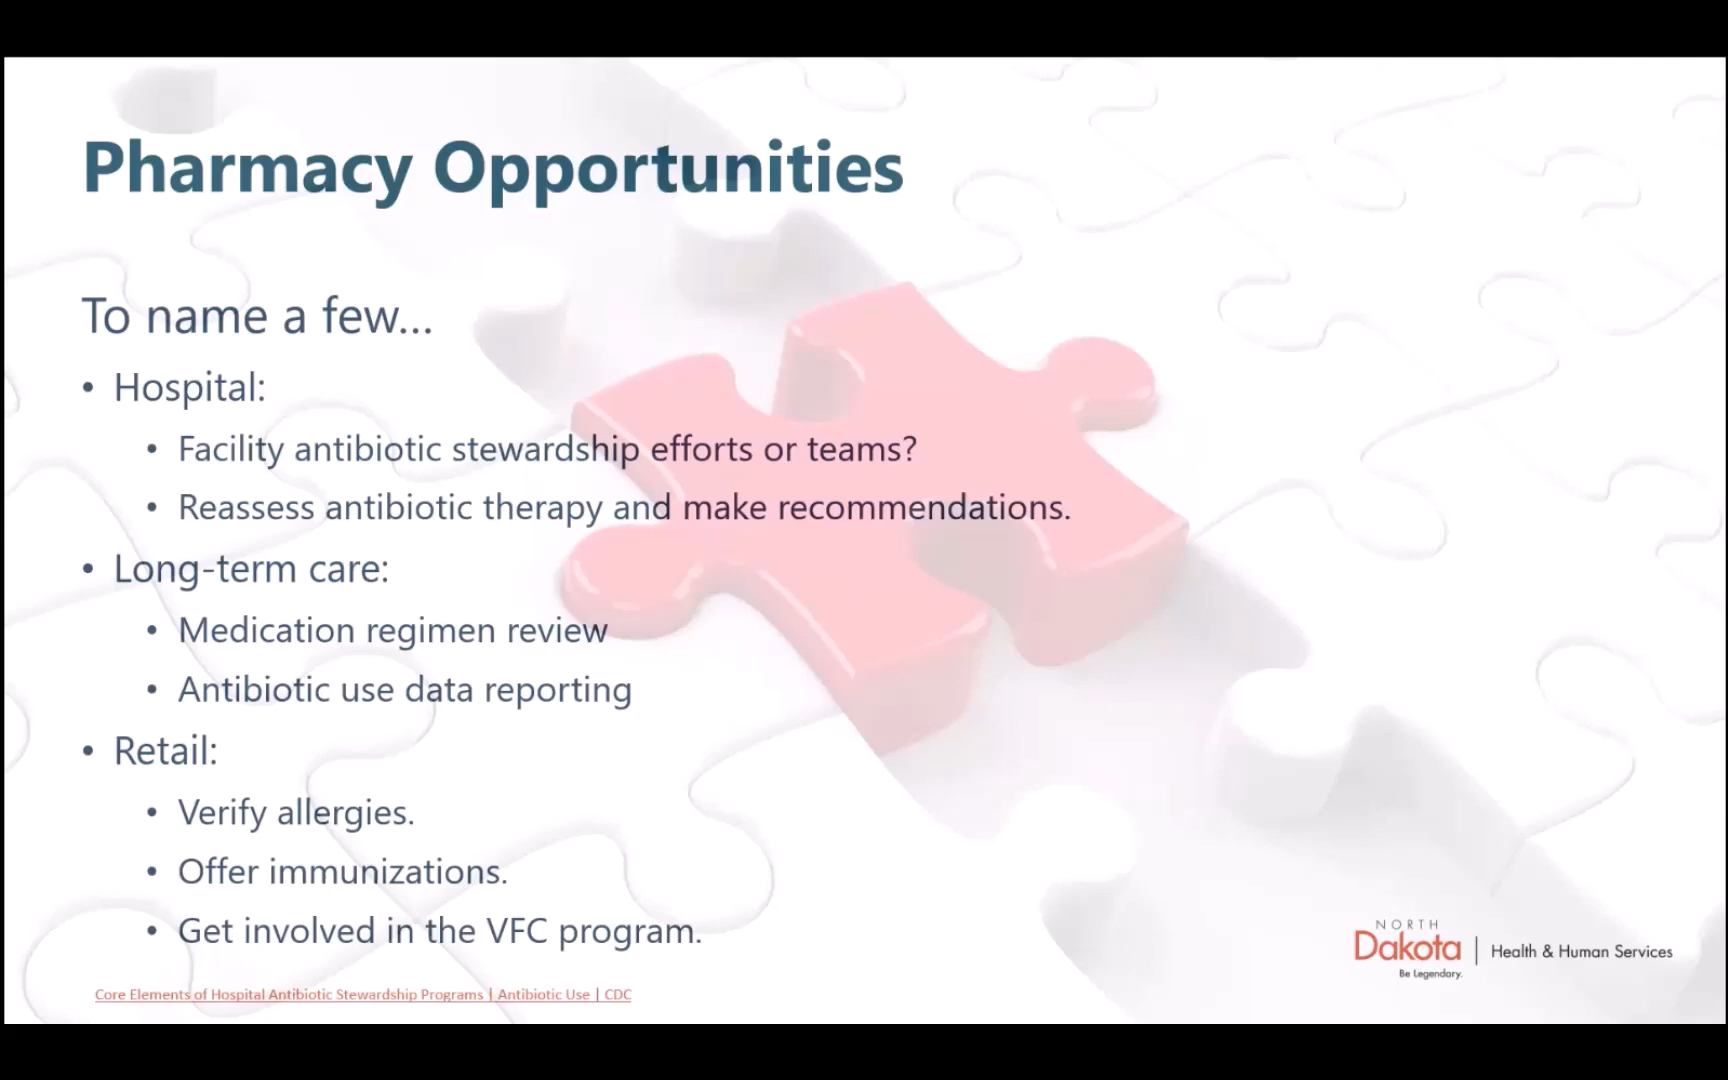 Pharmacy Opportunities
To name a few...
• Hospital:
• Facility antibiotic stewardship efforts or teams?
• Reassess antibiotic therapy and make recommendations.
• Long-term care:
• Medication regimen review
• Antibiotic use data reporting
• Retail:
• Verify allergies.
• Offer immunizations.
• Get involved in the VFC program.
NORTH
Dakota | Health & Human Services
Be Legendary.
Core Elements of Hospital Antibiotic Stewardship Programs | Antibiotic Use | CDC